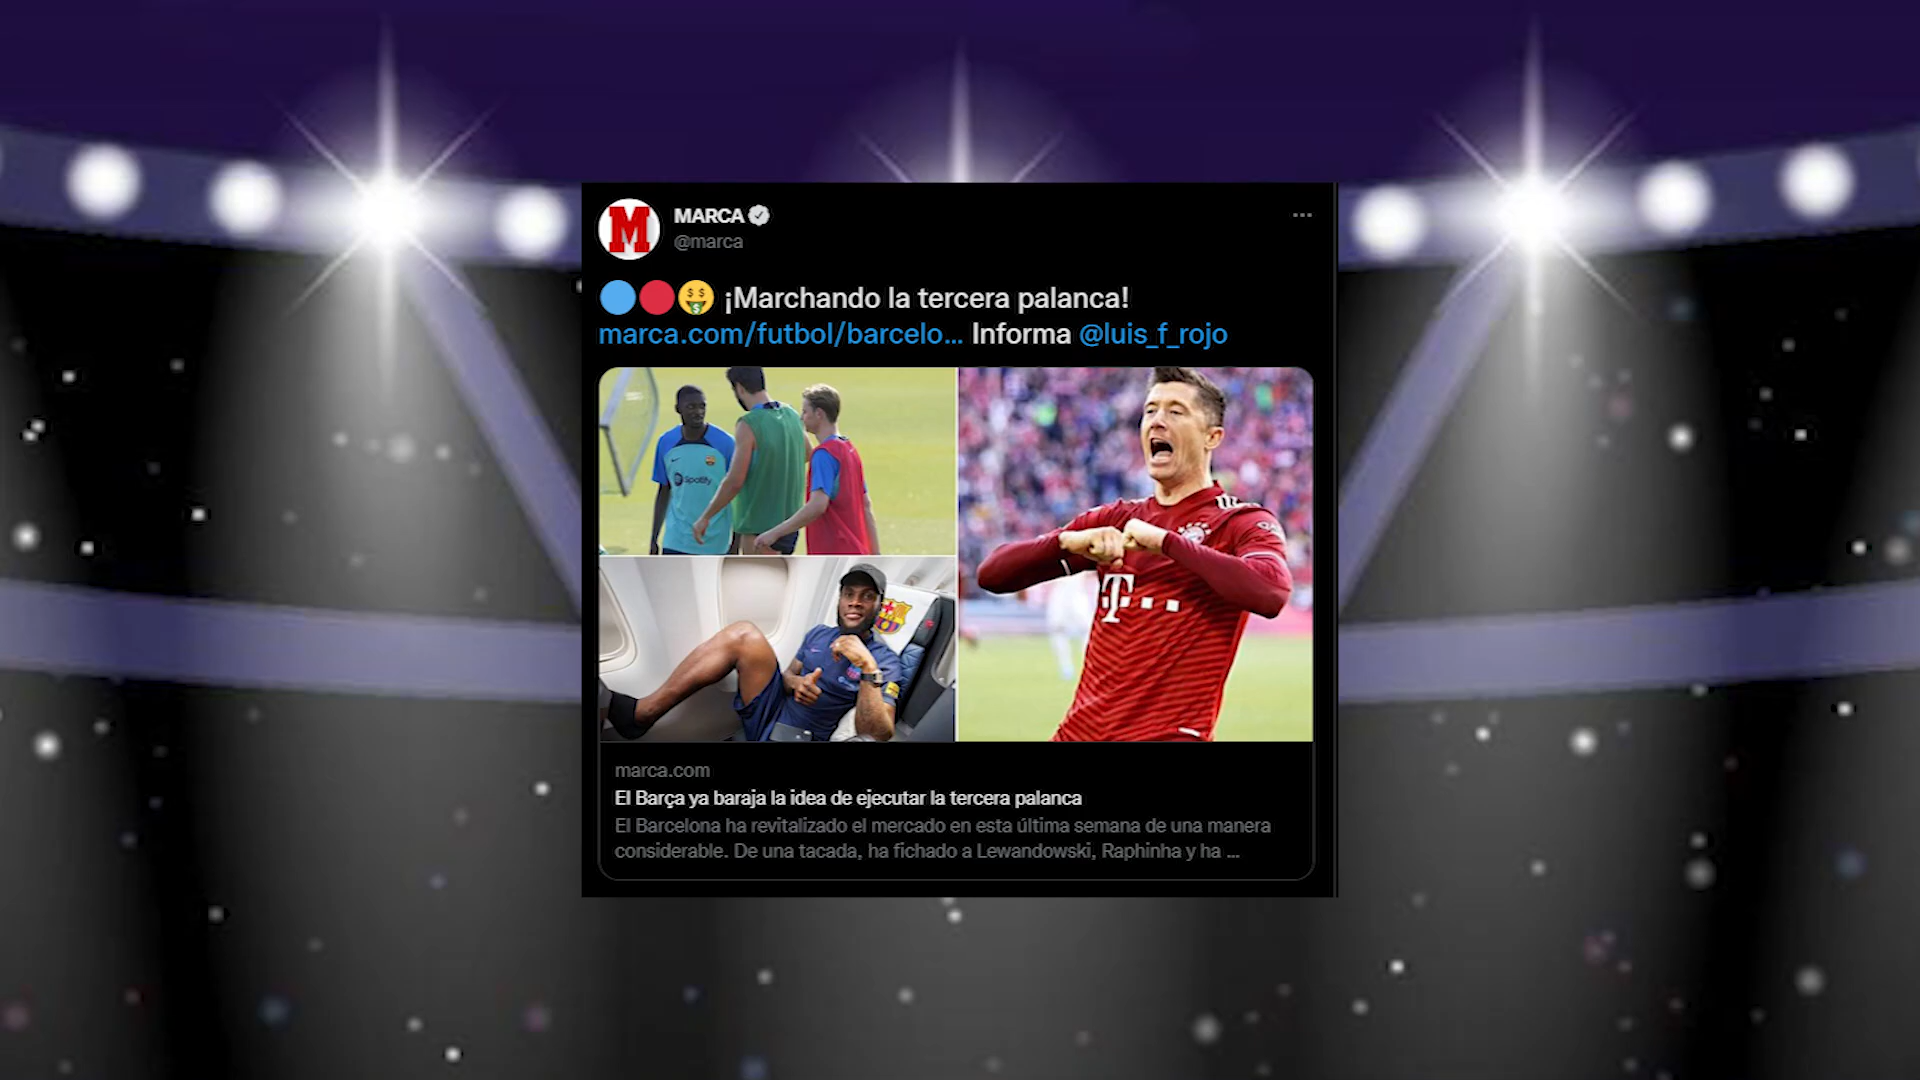 M
MARCA
@marca
🔵🔴🤑 ¡Marchando la tercera palanca!
marca.com/futbol/barcelo... Informa @luis_f_rojo
Spotify
T
marca.com
El Barça ya baraja la idea de ejecutar la tercera palanca
El Barcelona ha revitalizado el mercado en esta última semana de una manera
considerable. De una tacada, ha fichado a Lewandowski, Raphinha y ha ...